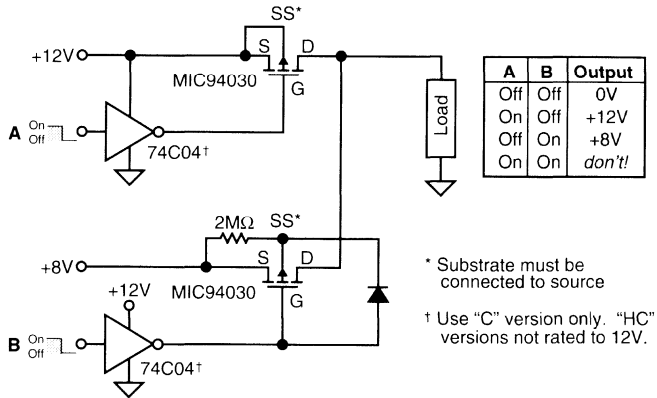 SS*
+12V
S
D
MIC94030
G
A
On
Off
74C04†
Load
A B Output
Off Off 0V
On Off +12V
Off On +8V
On On don't!
2MΩ
SS*
+8V
S
D
+12V
MIC94030
G
B
On
Off
74C04†
* Substrate must be
connected to source
† Use “C” version only. “HC”
versions not rated to 12V.